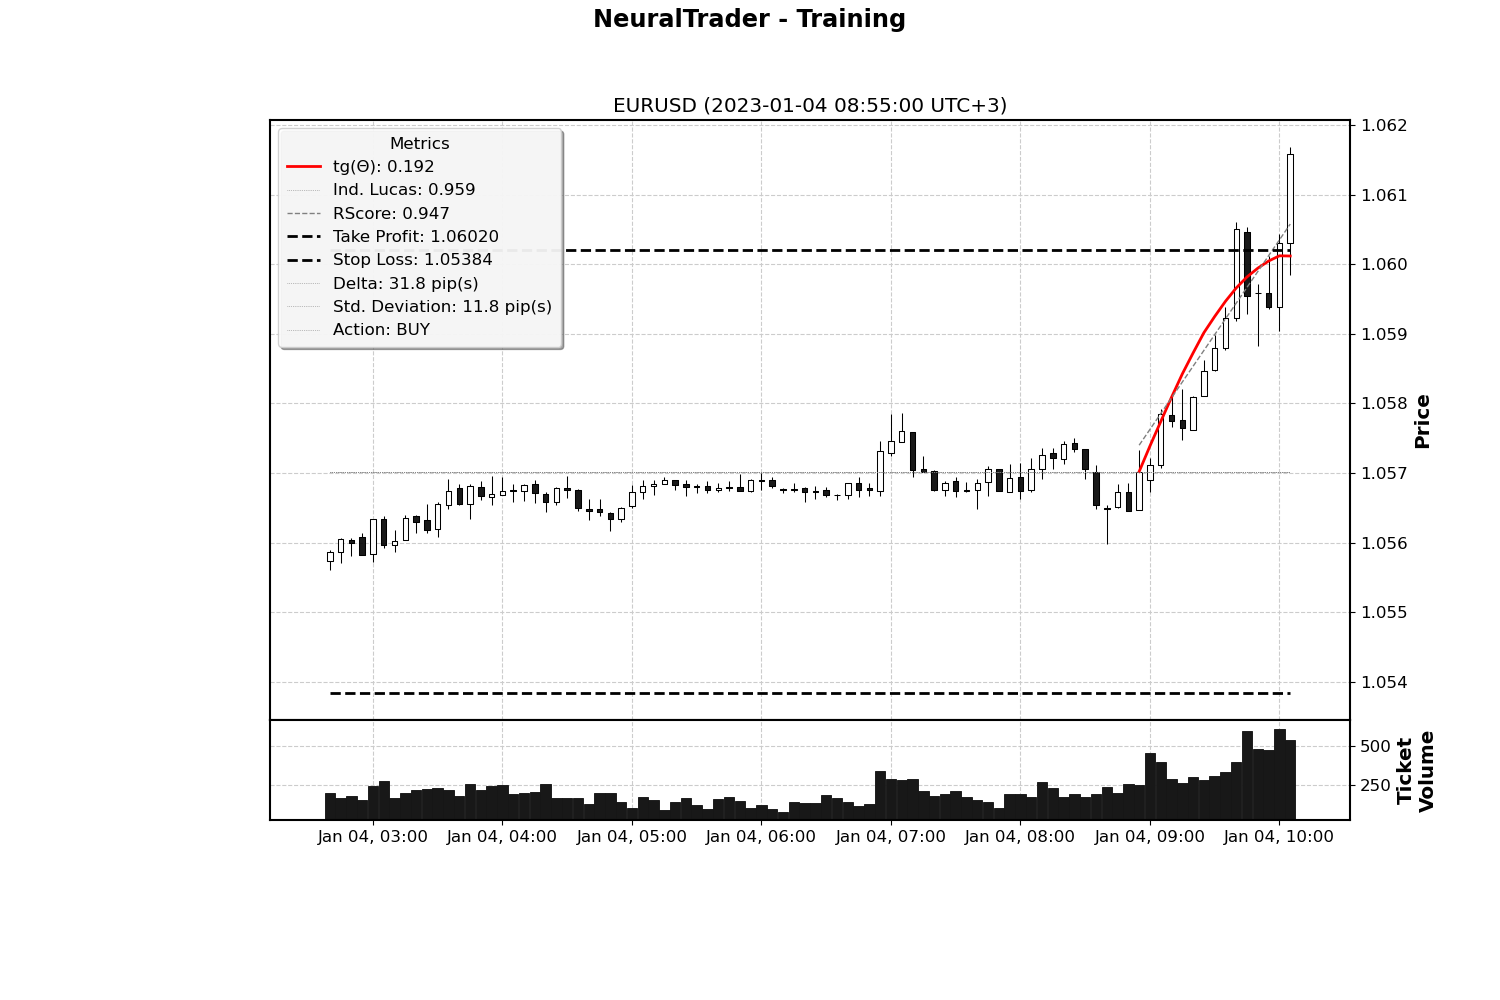 NeuralTrader - Training
EURUSD (2023-01-04 08:55:00 UTC+3)
Metrics
tg(Θ): 0.192
Ind. Lucas: 0.959
RScore: 0.947
Take Profit: 1.06020
Stop Loss: 1.05384
Delta: 31.8 pip(s)
Std. Deviation: 11.8 pip(s)
Action: BUY
1.062
1.061
1.060
1.059
1.058
1.057
1.056
1.055
1.054
Price
500
250
Ticket
Volume
Jan 04, 03:00
Jan 04, 04:00
Jan 04, 05:00
Jan 04, 06:00
Jan 04, 07:00
Jan 04, 08:00
Jan 04, 09:00
Jan 04, 10:00